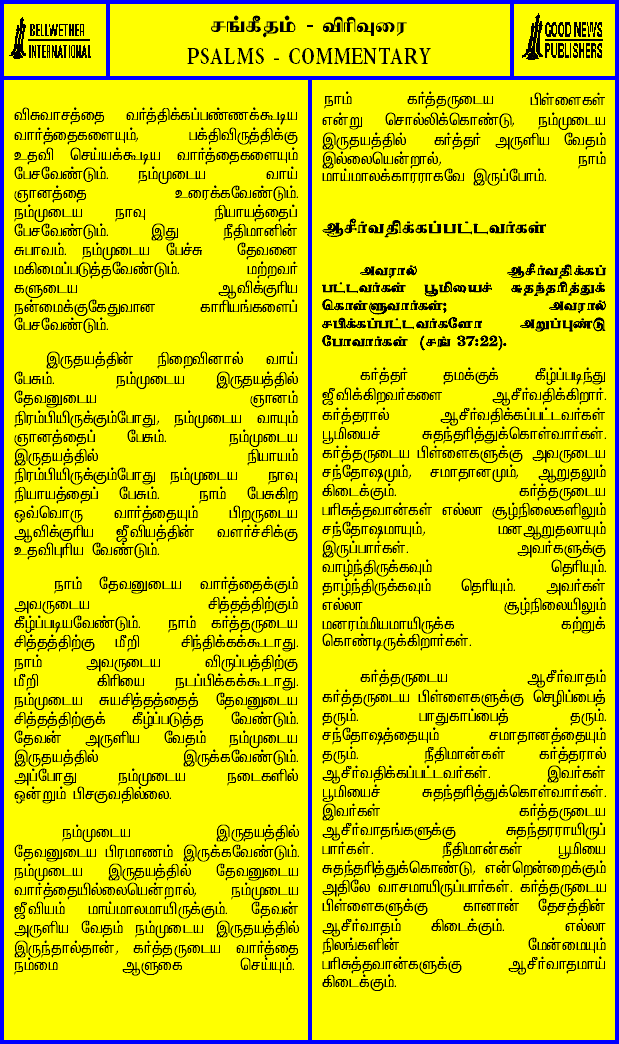 BELLWETHER
INTERNATIONAL
சங்கீதம் - விரிவுரை
PSALMS - COMMENTARY
GOOD NEWS
PUBLISHERS
விசுவாசத்தை வர்த்திக்கப்பண்ணக்கூடிய
வார்த்தைகளையும், பக்திவிருத்திக்கு
உதவி செய்யக்கூடிய வார்த்தைகளையும்
பேசவேண்டும். நம்முடைய வாய்
ஞானத்தை உரைக்கவேண்டும்.
நம்முடைய நாவு நியாயத்தைப்
பேசவேண்டும். இது நீதிமானின்
சுபாவம். நம்முடைய பேச்சு தேவனை
மகிமைப்படுத்தவேண்டும். மற்றவர்
களுடைய ஆவிக்குரிய
நன்மைக்குகேதுவான காரியங்களைப்
பேசவேண்டும்.
இருதயத்தின் நிறைவினால் வாய்
பேசும். நம்முடைய இருதயத்தில்
தேவனுடைய ஞானம்
நிரம்பியிருக்கும்போது, நம்முடைய வாயும்
ஞானத்தைப் பேசும். நம்முடைய
இருதயத்தில் நியாயம்
நிரம்பியிருக்கும்போது நம்முடைய நாவு
நியாயத்தைப் பேசும். நாம் பேசுகிற
ஒவ்வொரு வார்த்தையும் பிறருடைய
ஆவிக்குரிய ஜீவியத்தின் வளர்ச்சிக்கு
உதவிபுரிய வேண்டும்.
நாம் தேவனுடைய வார்த்தைக்கும்
அவருடைய சித்தத்திற்கும்
கீழ்ப்படியவேண்டும். நாம் கர்த்தருடைய
சித்தத்திற்கு மீறி சிந்திக்கக்கூடாது.
நாம் அவருடைய விருப்பத்திற்கு
மீறி கிரியை நடப்பிக்கக்கூடாது.
நம்முடைய சுயசித்தத்தைத் தேவனுடைய
சித்தத்திற்குக் கீழ்ப்படுத்த வேண்டும்.
தேவன் அருளிய வேதம் நம்முடைய
இருதயத்தில் இருக்கவேண்டும்.
அப்போது நம்முடைய நடைகளில்
ஒன்றும் பிசகுவதில்லை.
நம்முடைய இருதயத்தில்
தேவனுடைய பிரமாணம் இருக்கவேண்டும்.
நம்முடைய இருதயத்தில் தேவனுடைய
வார்த்தையில்லையென்றால், நம்முடைய
ஜீவியம் மாய்மாலமாயிருக்கும். தேவன்
அருளிய வேதம் நம்முடைய இருதயத்தில்
இருந்தால்தான், கர்த்தருடைய வார்த்தை
நம்மை ஆளுகை செய்யும்.
நாம் கர்த்தருடைய பிள்ளைகள்
என்று சொல்லிக்கொண்டு, நம்முடைய
இருதயத்தில் கர்த்தர் அருளிய வேதம்
இல்லையென்றால், நாம்
மாய்மாலக்காரராகவே இருப்போம்.
ஆசீர்வதிக்கப்பட்டவர்கள்
அவரால் ஆசீர்வதிக்கப்
பட்டவர்கள் பூமியைச் சுதந்தரித்துக்
கொள்ளுவார்கள்; அவரால்
சபிக்கப்பட்டவர்களோ அறுப்புண்டு
போவார்கள் (சங் 37:22).
கர்த்தர் தமக்குக் கீழ்ப்படிந்து
ஜீவிக்கிறவர்களை ஆசீர்வதிக்கிறார்.
கர்த்தரால் ஆசீர்வதிக்கப்பட்டவர்கள்
பூமியைச் சுதந்தரித்துக்கொள்வார்கள்.
கர்த்தருடைய பிள்ளைகளுக்கு அவருடைய
சந்தோஷமும், சமாதானமும், ஆறுதலும்
கிடைக்கும். கர்த்தருடைய
பரிசுத்தவான்கள் எல்லா சூழ்நிலைகளிலும்
சந்தோஷமாயும், மனஆறுதலாயும்
இருப்பார்கள். அவர்களுக்கு
வாழ்ந்திருக்கவும் தெரியும்.
தாழ்ந்திருக்கவும் தெரியும். அவர்கள்
எல்லா சூழ்நிலையிலும்
மனரம்மியமாயிருக்க கற்றுக்
கொண்டிருக்கிறார்கள்.
கர்த்தருடைய ஆசீர்வாதம்
கர்த்தருடைய பிள்ளைகளுக்கு செழிப்பைத்
தரும். பாதுகாப்பைத் தரும்.
சந்தோஷத்தையும் சமாதானத்தையும்
தரும். நீதிமான்கள் கர்த்தரால்
ஆசீர்வதிக்கப்பட்டவர்கள். இவர்கள்
பூமியைச் சுதந்தரித்துக்கொள்வார்கள்.
இவர்கள் கர்த்தருடைய
ஆசீர்வாதங்களுக்கு சுதந்தரராயிருப்
பார்கள். நீதிமான்கள் பூமியை
சுதந்தரித்துக்கொண்டு, என்றென்றைக்கும்
அதிலே வாசமாயிருப்பார்கள். கர்த்தருடைய
பிள்ளைகளுக்கு கானான் தேசத்தின்
ஆசீர்வாதம் கிடைக்கும். எல்லா
நிலங்களின் மேன்மையும்
பரிசுத்தவான்களுக்கு ஆசீர்வாதமாய்
கிடைக்கும்.